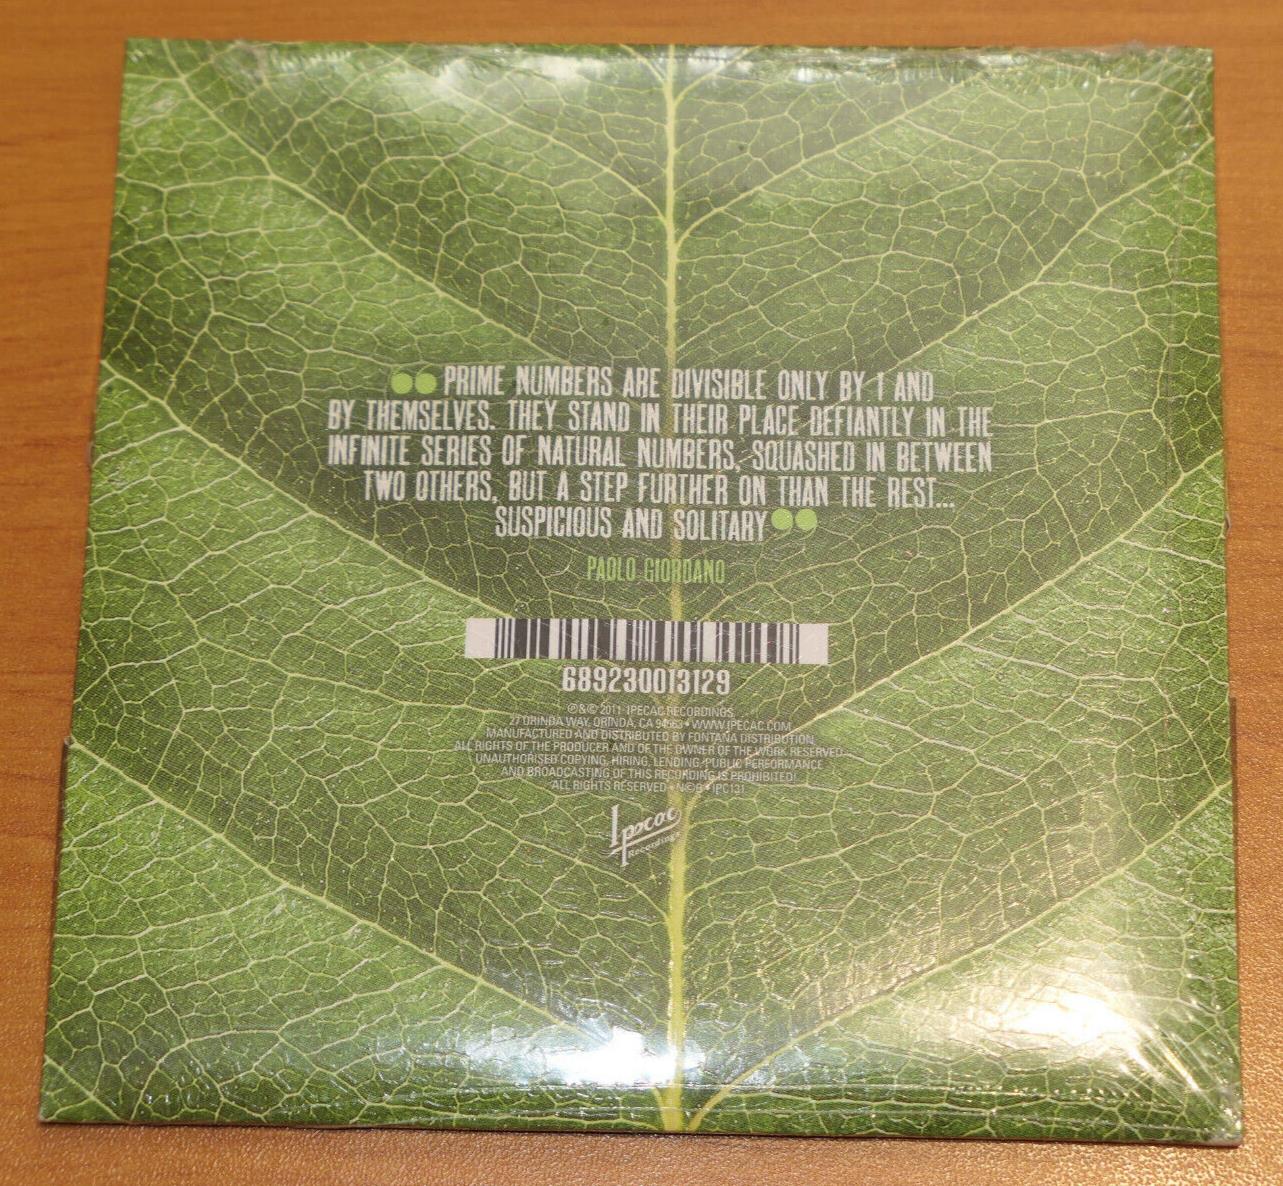 PRIME NUMBERS ARE DIVISIBLE ONLY BY 1 AND
BY THEMSELVES. THEY STAND IN THEIR PLACE DEFIANTLY IN THE
INFINITE SERIES OF NATURAL NUMBERS, SQUASHED IN BETWEEN
TWO OTHERS, BUT A STEP FURTHER ON THAN THE REST...
SUSPICIOUS AND SOLITARY
PAOLO GIORDANO
689230013129
℗&© 2011 IPECAC RECORDINGS
27 ORINDA WAY, ORINDA, CA 94563 • WWW.IPECAC.COM
MANUFACTURED AND DISTRIBUTED BY FONTANA DISTRIBUTION
ALL RIGHTS OF THE PRODUCER AND OF THE OWNER OF THE WORK RESERVED.
UNAUTHORISED COPYING, HIRING, LENDING, PUBLIC PERFORMANCE
AND BROADCASTING OF THIS RECORDING IS PROHIBITED!
ALL RIGHTS RESERVED • IPC131
Ipecac
Recordings